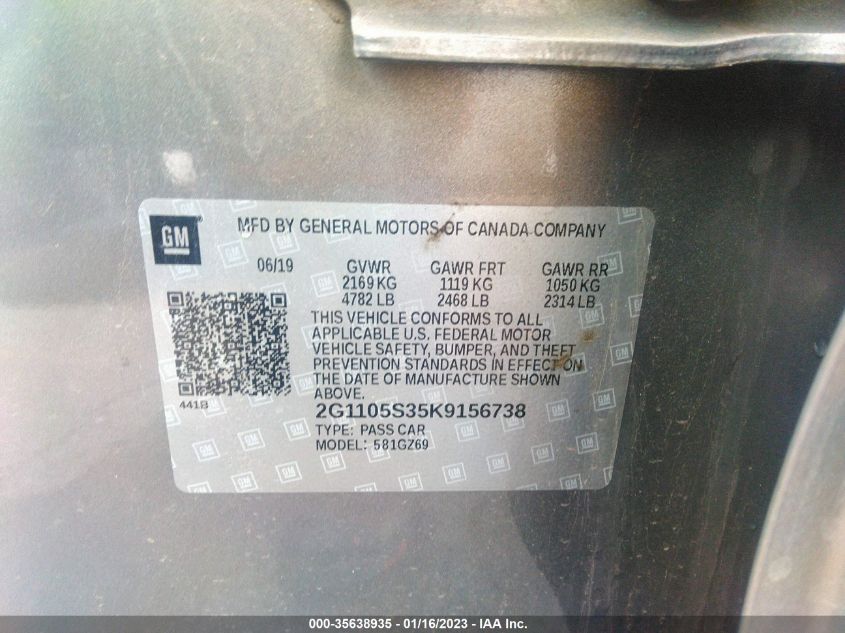 GM
MFD BY GENERAL MOTORS OF CANADA COMPANY
06/19 GVWR GAWR FRT GAWR RR
2169 KG 1119 KG 1050 KG
4782 LB 2468 LB 2314 LB
THIS VEHICLE CONFORMS TO ALL
APPLICABLE U.S. FEDERAL MOTOR
VEHICLE SAFETY, BUMPER, AND THEFT
PREVENTION STANDARDS IN EFFECT ON
THE DATE OF MANUFACTURE SHOWN
ABOVE.
441B
2G1105S35K9156738
TYPE: PASS CAR
MODEL: 581GZ69
000-35638935 - 01/16/2023 - IAA Inc.